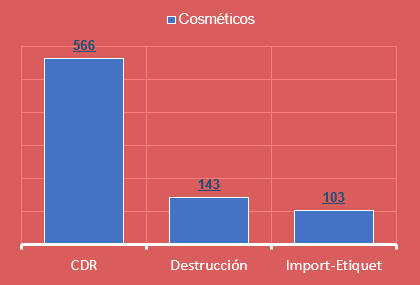 Cosméticos
566
143
103
CDR
Destrucción
Import-Etiquet